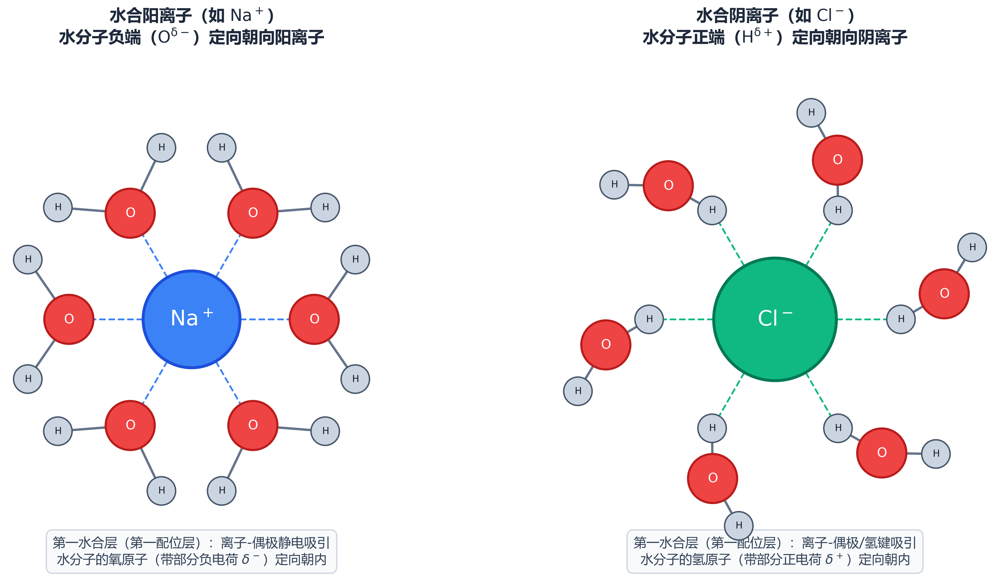 水合阳离子（如 Na⁺）
水分子负端（O^δ−）定向朝向阳离子
H
H
H
H
O
O
H
H
O
Na⁺
O
H
H
O
O
H
H
H
H
第一水合层（第一配位层）：离子-偶极静电吸引
水分子的氧原子（带部分负电荷 δ⁻）定向朝内
水合阴离子（如 Cl⁻）
水分子正端（H^δ+）定向朝向阴离子
H
O
H
O
H
H
H
O
H
Cl⁻
H
O
H
H
H
O
H
O
H
第一水合层（第一配位层）：离子-偶极/氢键吸引
水分子的氢原子（带部分正电荷 δ⁺）定向朝内